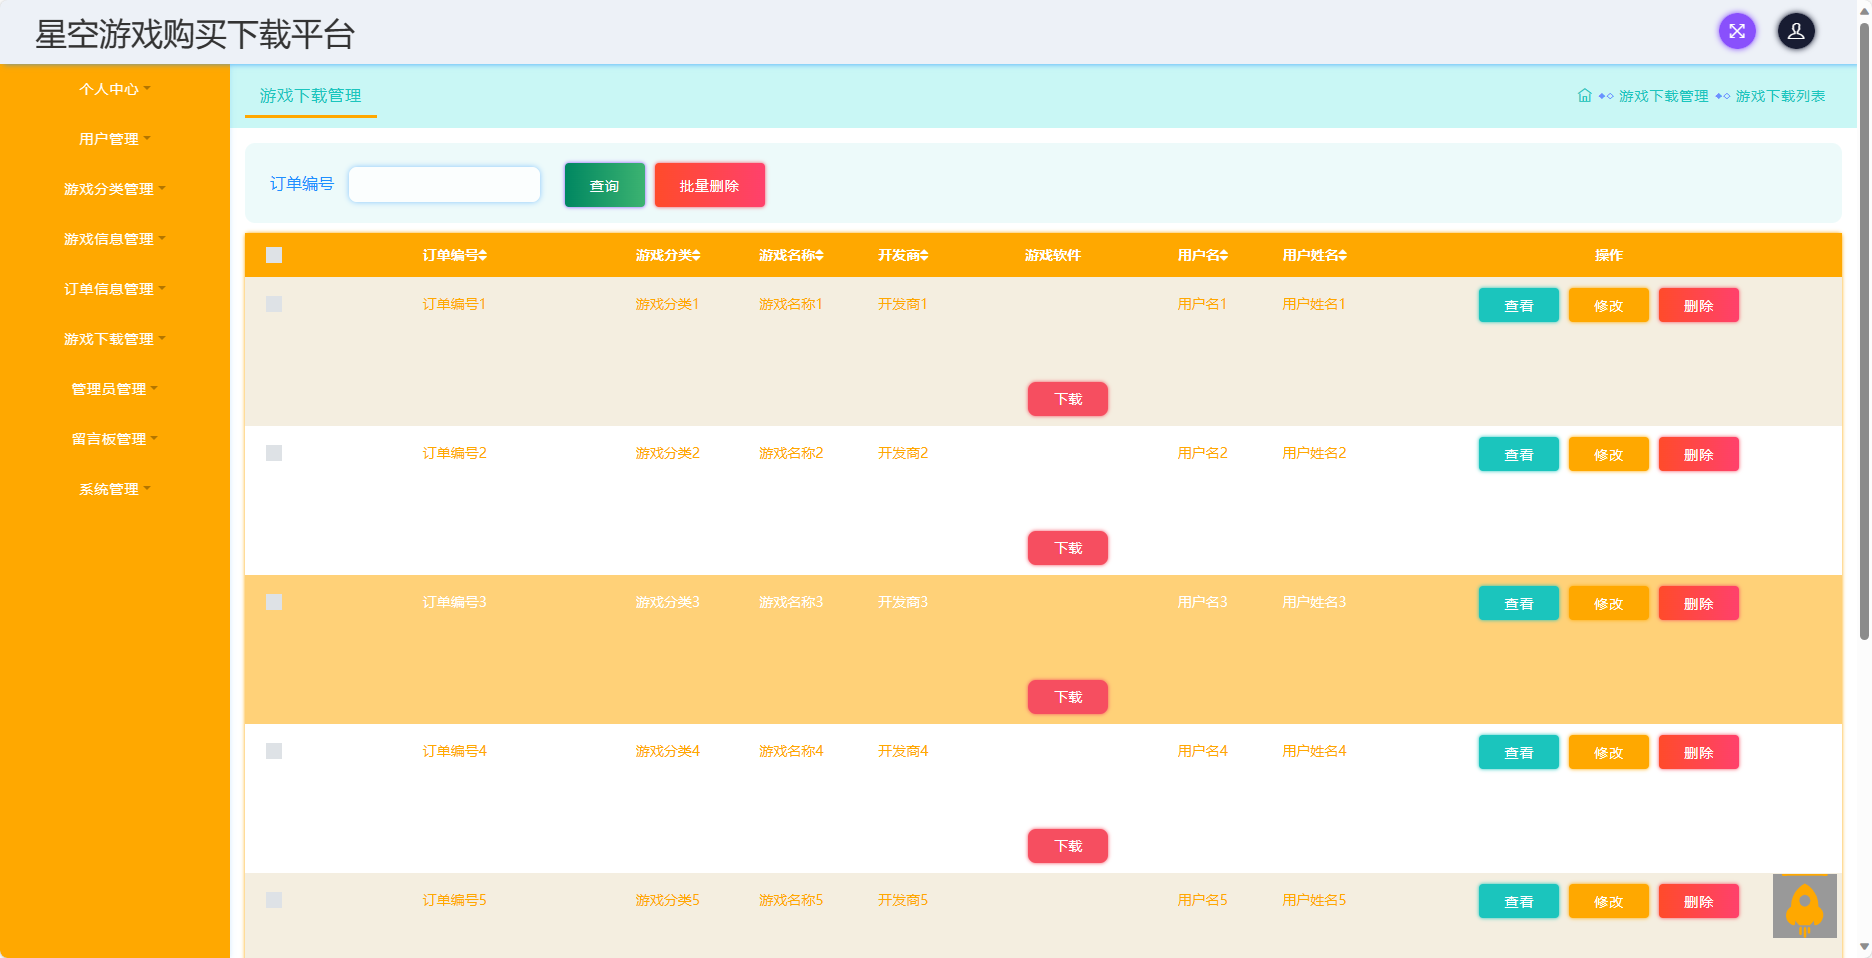 星空游戏购买下载平台
个人中心
用户管理
游戏分类管理
游戏信息管理
订单信息管理
游戏下载管理
管理员管理
留言板管理
系统管理
游戏下载管理
游戏下载管理 游戏下载列表
订单编号 查询 批量删除
订单编号 游戏分类 游戏名称 开发商 游戏软件 用户名 用户姓名 操作
订单编号1 游戏分类1 游戏名称1 开发商1 用户名1 用户姓名1 查看 修改 删除
下载
订单编号2 游戏分类2 游戏名称2 开发商2 用户名2 用户姓名2 查看 修改 删除
下载
订单编号3 游戏分类3 游戏名称3 开发商3 用户名3 用户姓名3 查看 修改 删除
下载
订单编号4 游戏分类4 游戏名称4 开发商4 用户名4 用户姓名4 查看 修改 删除
下载
订单编号5 游戏分类5 游戏名称5 开发商5 用户名5 用户姓名5 查看 修改 删除